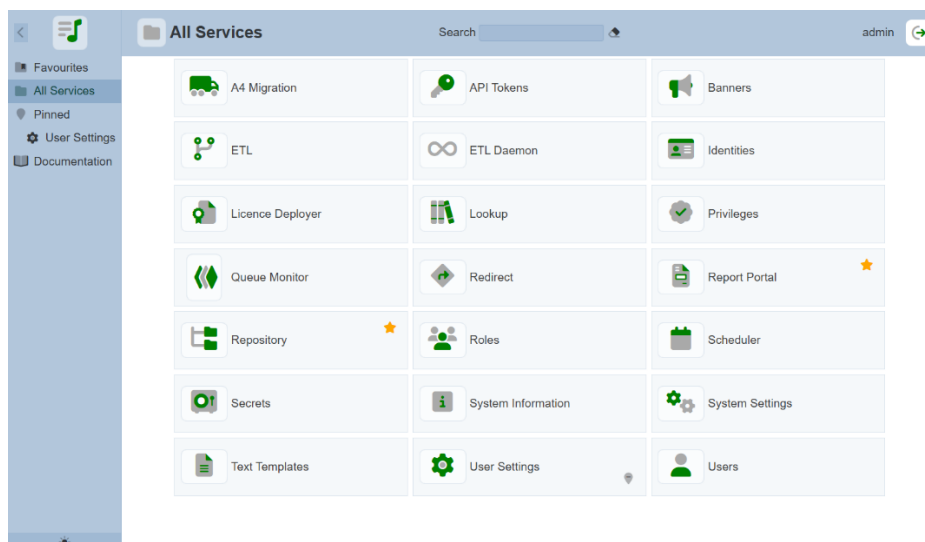 All Services
Search
admin
Favourites
All Services
Pinned
User Settings
Documentation
A4 Migration
API Tokens
Banners
ETL
ETL Daemon
Identities
Licence Deployer
Lookup
Privileges
Queue Monitor
Redirect
Report Portal
Repository
Roles
Scheduler
Secrets
System Information
System Settings
Text Templates
User Settings
Users